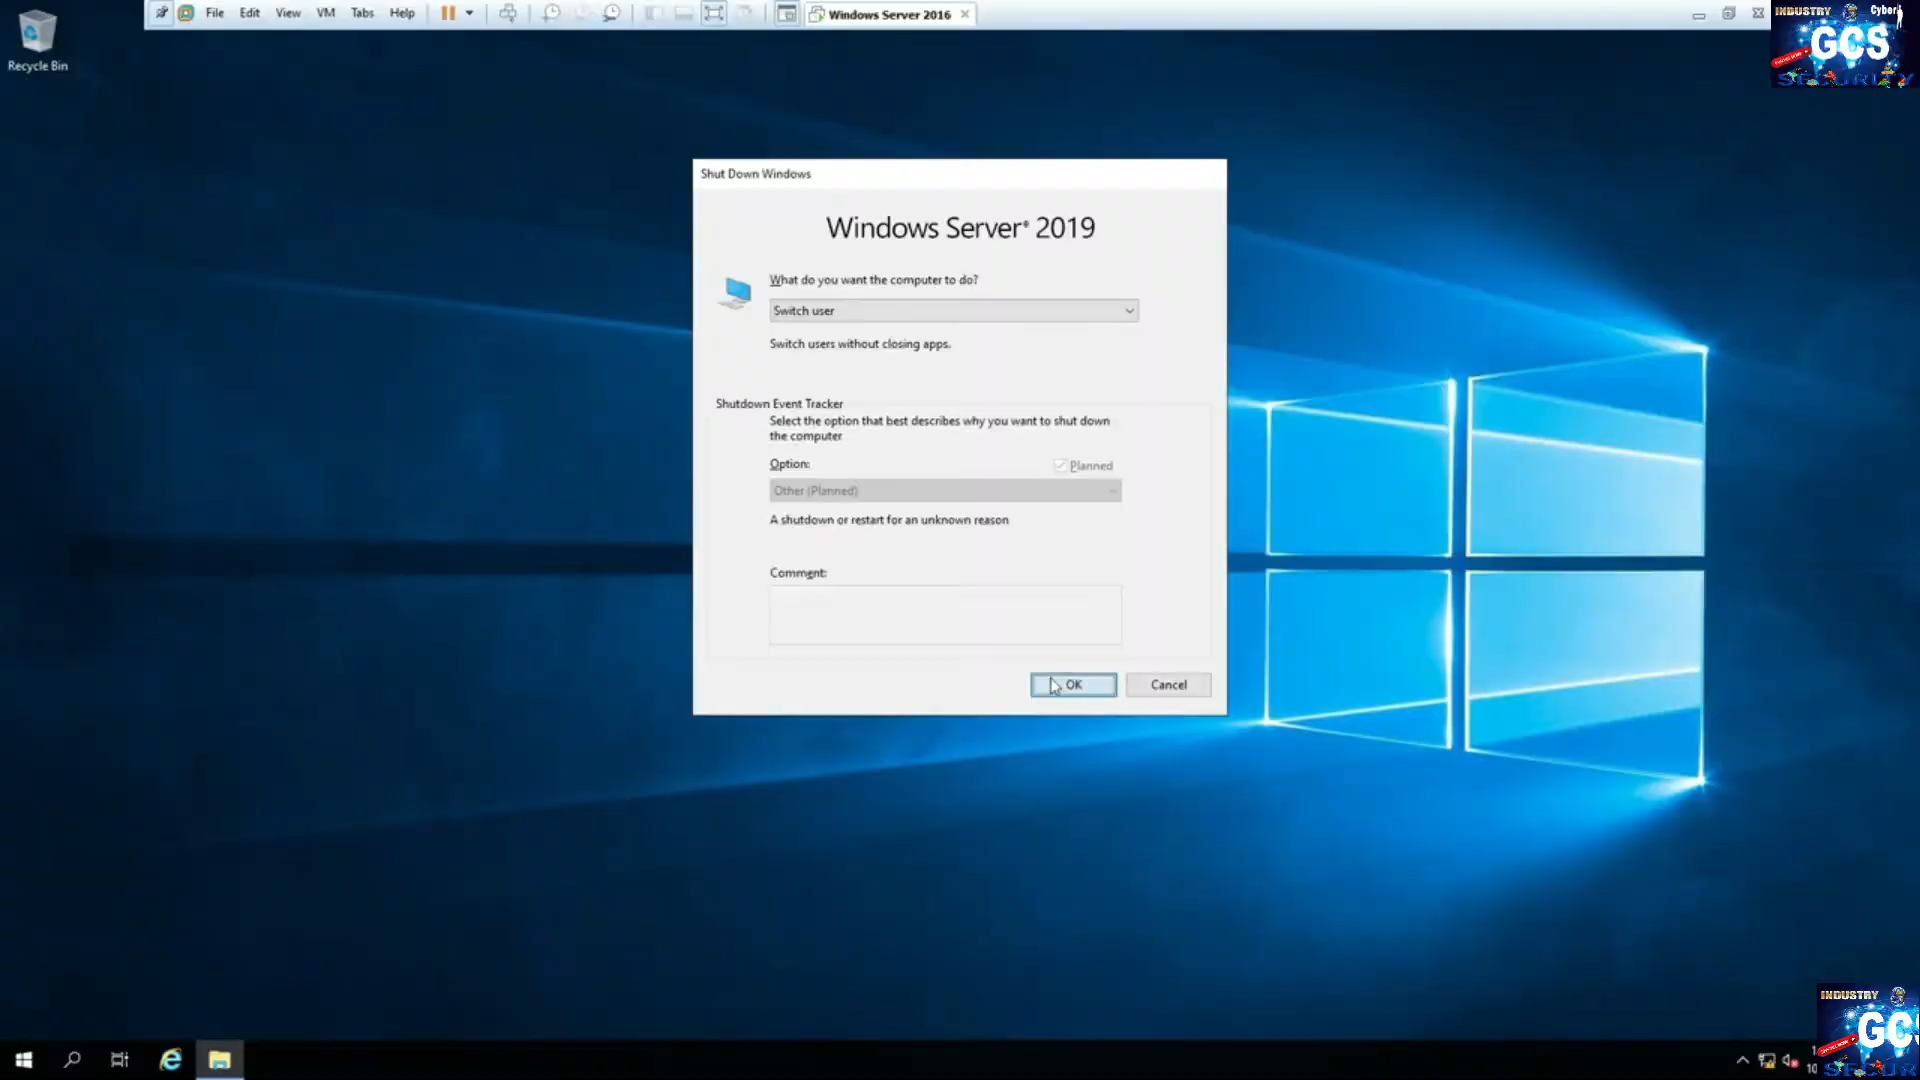 File Edit View VM Tabs Help Windows Server 2016
INDUSTRY Cyber
GCS
SECURITY
Recycle Bin
Shut Down Windows
Windows Server® 2019
What do you want the computer to do?
Switch user
Switch users without closing apps.
Shutdown Event Tracker
Select the option that best describes why you want to shut down
the computer
Option:
Planned
Other (Planned)
A shutdown or restart for an unknown reason
Comment:
OK Cancel
INDUSTRY